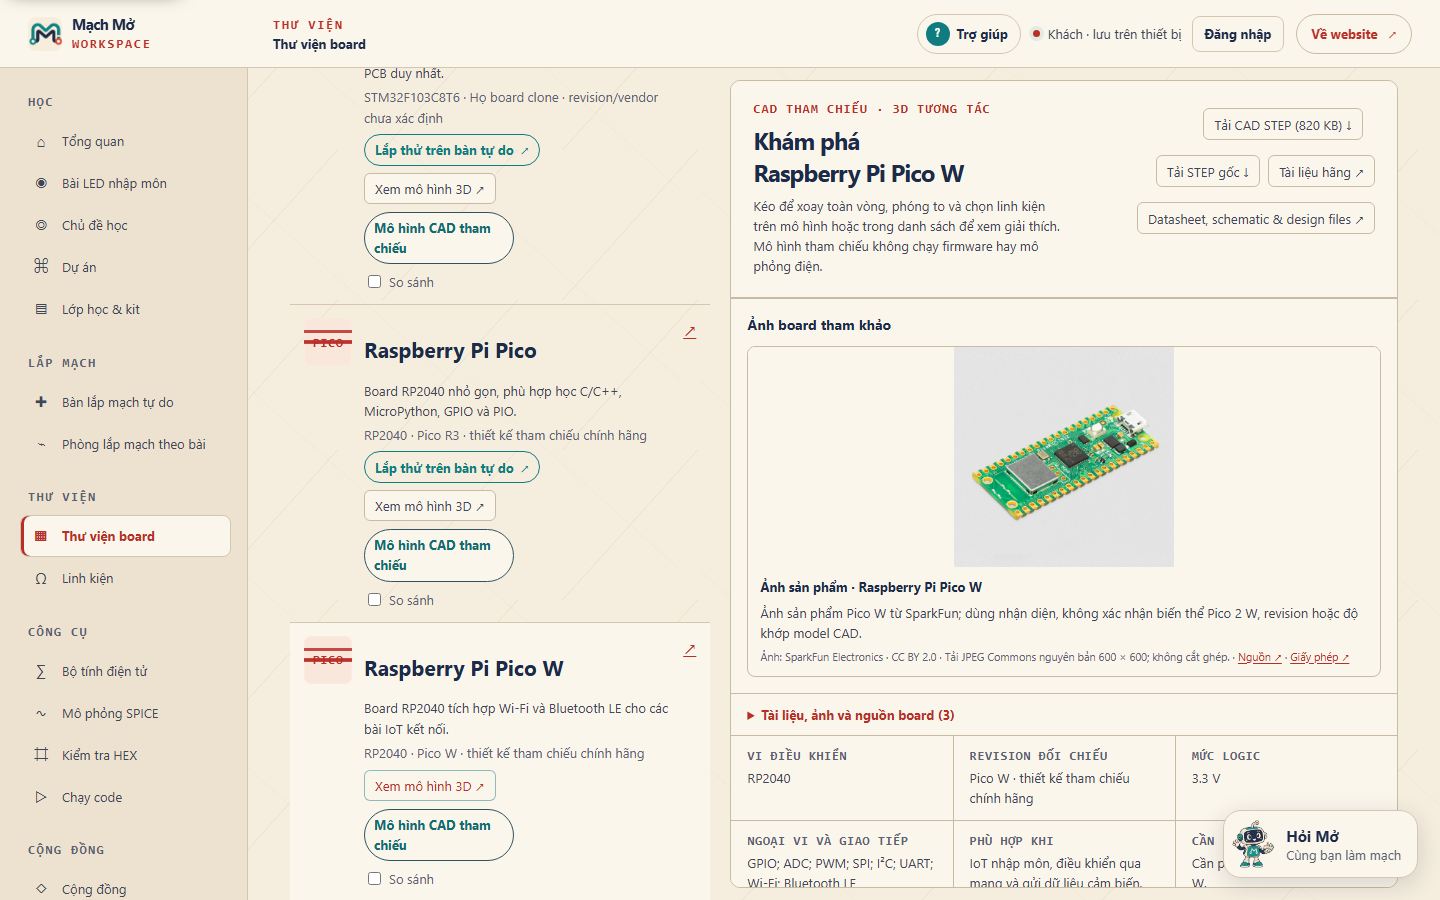 Mạch Mở
WORKSPACE
THƯ VIỆN
Thư viện board
? Trợ giúp
Khách · lưu trên thiết bị
Đăng nhập
Về website ↗
HỌC
Tổng quan
Bài LED nhập môn
Chủ đề học
Dự án
Lớp học & kit
LẮP MẠCH
Bàn lắp mạch tự do
Phòng lắp mạch theo bài
THƯ VIỆN
Thư viện board
Linh kiện
CÔNG CỤ
Bộ tính điện tử
Mô phỏng SPICE
Kiểm tra HEX
Chạy code
CỘNG ĐỒNG
Cộng đồng
PCB duy nhất.
STM32F103C8T6 · Họ board clone · revision/vendor
chưa xác định
Lắp thử trên bàn tự do ↗
Xem mô hình 3D ↗
Mô hình CAD tham
chiếu
So sánh
PICO
Raspberry Pi Pico
↗
Board RP2040 nhỏ gọn, phù hợp học C/C++,
MicroPython, GPIO và PIO.
RP2040 · Pico R3 · thiết kế tham chiếu chính hãng
Lắp thử trên bàn tự do ↗
Xem mô hình 3D ↗
Mô hình CAD tham
chiếu
So sánh
PICO
Raspberry Pi Pico W
↗
Board RP2040 tích hợp Wi-Fi và Bluetooth LE cho các
bài IoT kết nối.
RP2040 · Pico W · thiết kế tham chiếu chính hãng
Xem mô hình 3D ↗
Mô hình CAD tham
chiếu
So sánh
CAD THAM CHIẾU · 3D TƯƠNG TÁC
Khám phá
Raspberry Pi Pico W
Kéo để xoay toàn vòng, phóng to và chọn linh kiện
trên mô hình hoặc trong danh sách để xem giải thích.
Mô hình tham chiếu không chạy firmware hay mô
phỏng điện.
Tải CAD STEP (820 KB) ↓
Tải STEP gốc ↓
Tài liệu hãng ↗
Datasheet, schematic & design files ↗
Ảnh board tham khảo
Ảnh sản phẩm · Raspberry Pi Pico W
Ảnh sản phẩm Pico W từ SparkFun; dùng nhận diện, không xác nhận biến thể Pico 2 W, revision hoặc độ
khớp model CAD.
Ảnh: SparkFun Electronics · CC BY 2.0 · Tải JPEG Commons nguyên bản 600 × 600; không cắt ghép. · Nguồn ↗ · Giấy phép ↗
▶ Tài liệu, ảnh và nguồn board (3)
VI ĐIỀU KHIỂN
RP2040
REVISION ĐỐI CHIẾU
Pico W · thiết kế tham chiếu
chính hãng
MỨC LOGIC
3.3 V
NGOẠI VI VÀ GIAO TIẾP
GPIO; ADC; PWM; SPI; I²C; UART;
Wi-Fi; Bluetooth LE
PHÙ HỢP KHI
IoT nhập môn, điều khiển qua
mạng và gửi dữ liệu cảm biến.
CẦN
Cần
W.
Hỏi Mở
Cùng bạn làm mạch